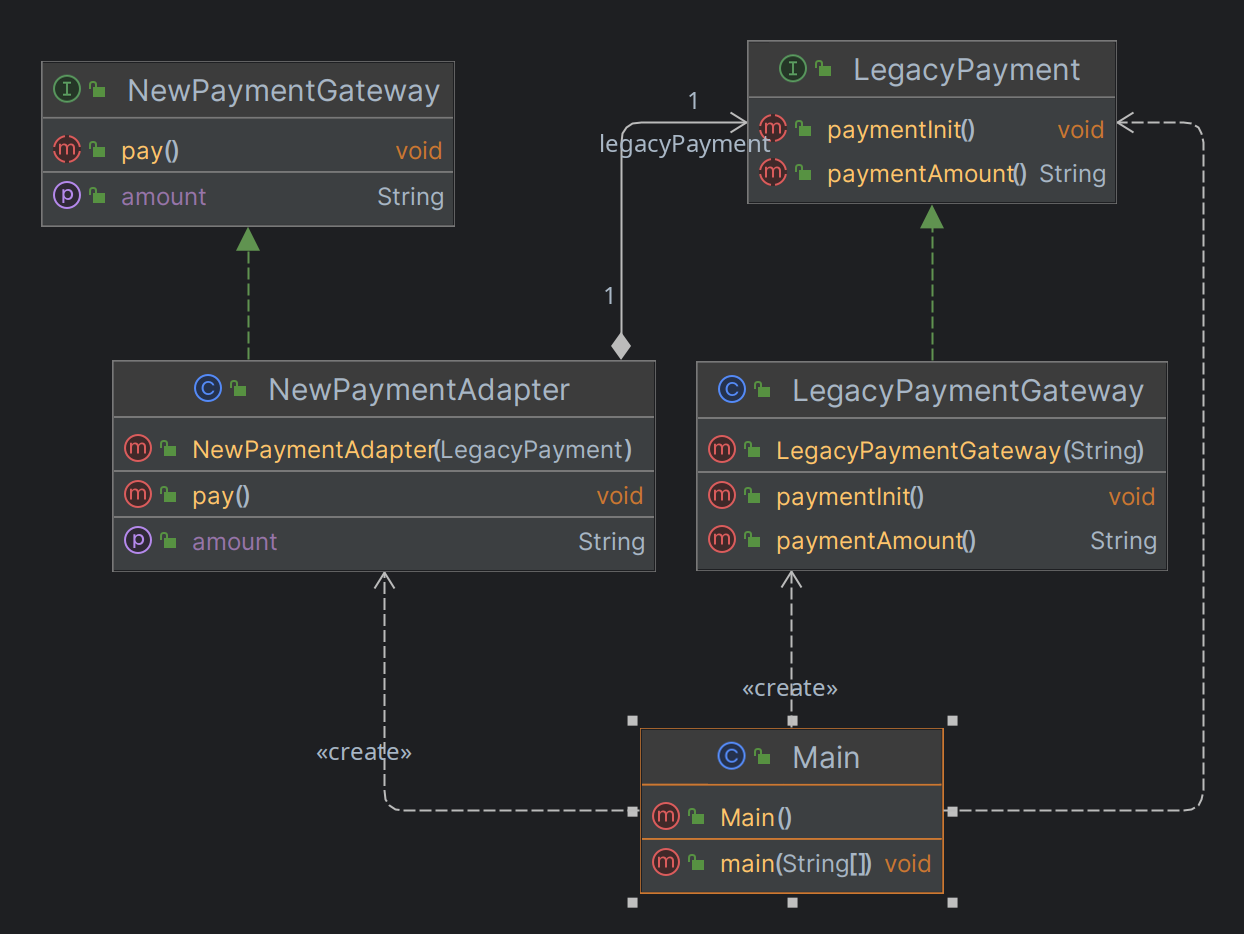 NewPaymentGateway
pay() void
amount String
LegacyPayment
paymentInit() void
paymentAmount() String
1
legacyPayment
1
NewPaymentAdapter
NewPaymentAdapter(LegacyPayment)
pay() void
amount String
LegacyPaymentGateway
LegacyPaymentGateway(String)
paymentInit() void
paymentAmount() String
«create»
«create»
Main
Main()
main(String[]) void